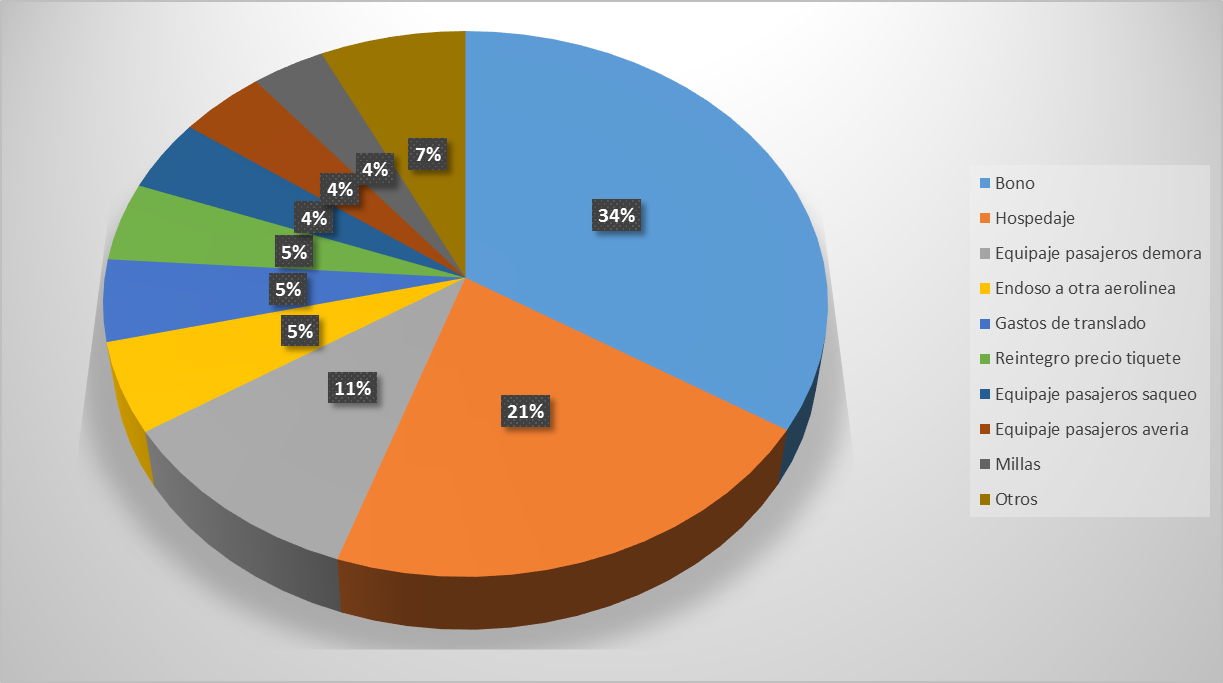 34%
21%
11%
5%
5%
5%
4%
4%
4%
7%
Bono
Hospedaje
Equipaje pasajeros demora
Endoso a otra aerolinea
Gastos de translado
Reintegro precio tiquete
Equipaje pasajeros saqueo
Equipaje pasajeros averia
Millas
Otros